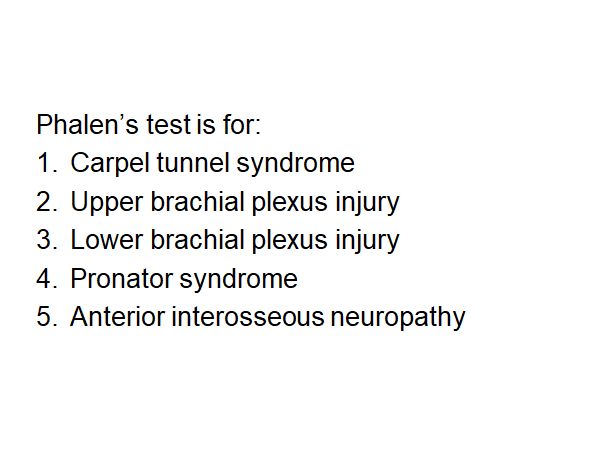 Phalen’s test is for:
1. Carpel tunnel syndrome
2. Upper brachial plexus injury
3. Lower brachial plexus injury
4. Pronator syndrome
5. Anterior interosseous neuropathy